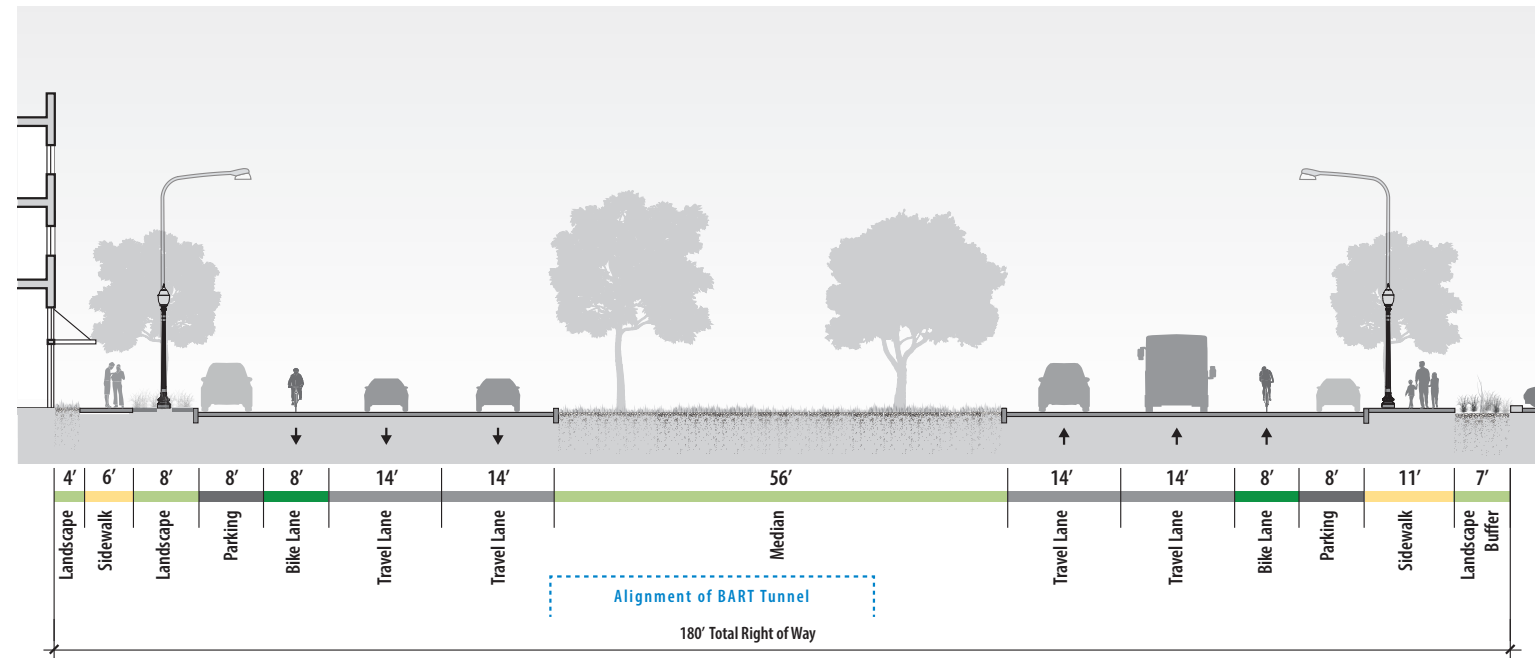 4’ 6’ 8’ 8’ 8’ 14’ 14’ 56’ 14’ 14’ 8’ 8’ 11’ 7’
Landscape
Sidewalk
Landscape
Parking
Bike Lane
Travel Lane
Travel Lane
Median
Travel Lane
Travel Lane
Bike Lane
Parking
Sidewalk
Landscape
Buffer
Alignment of BART Tunnel
180’ Total Right of Way